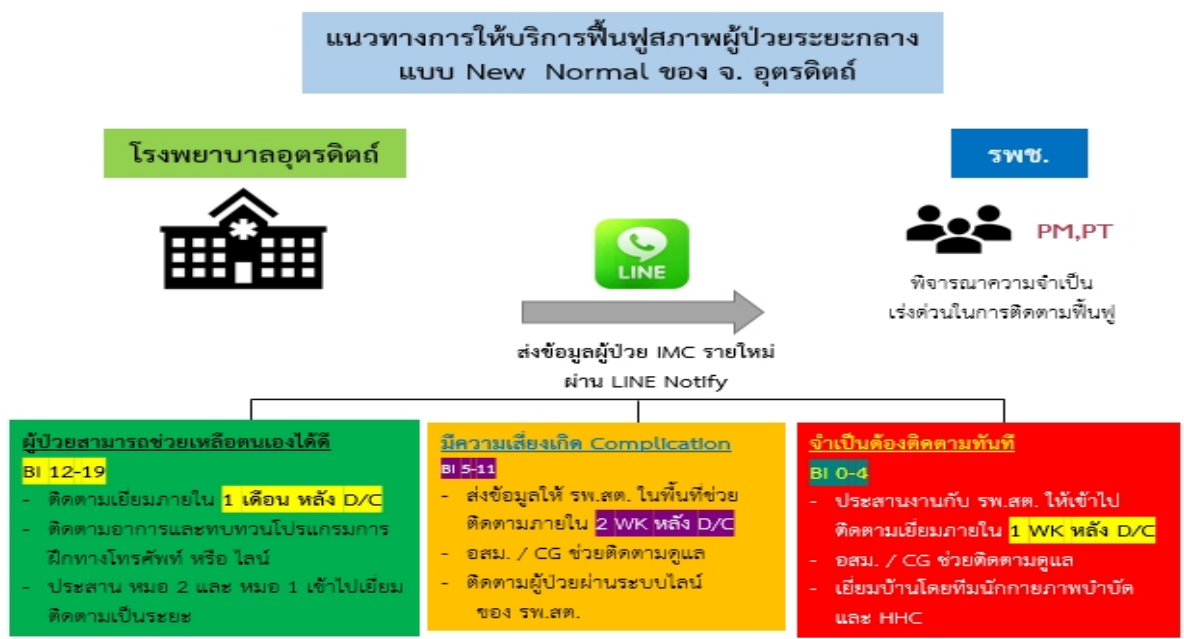 แนวทางการให้บริการฟื้นฟูสภาพผู้ป่วยระยะกลาง
แบบ New Normal ของ จ. อุตรดิตถ์
โรงพยาบาลอุตรดิตถ์
รพช.
LINE
PM,PT
พิจารณาความจำเป็น
เร่งด่วนในการติดตามฟื้นฟู
ส่งข้อมูลผู้ป่วย IMC รายใหม่
ผ่าน LINE Notify
ผู้ป่วยสามารถช่วยเหลือตนเองได้ดี
BI 12-19
- ติดตามเยี่ยมภายใน 1 เดือน หลัง D/C
- ติดตามอาการและทบทวนโปรแกรมการ
ฝึกทางโทรศัพท์ หรือ ไลน์
- ประสาน หมอ 2 และ หมอ 1 เข้าไปเยี่ยม
ติดตามเป็นระยะ
มีความเสี่ยงเกิด Complication
BI 5-11
- ส่งข้อมูลให้ รพ.สต. ในพื้นที่ช่วย
ติดตามภายใน 2 WK หลัง D/C
- อสม. / CG ช่วยติดตามดูแล
- ติดตามผู้ป่วยผ่านระบบไลน์
ของ รพ.สต.
จำเป็นต้องติดตามทันที
BI 0-4
- ประสานงานกับ รพ.สต. ให้เข้าไป
ติดตามเยี่ยมภายใน 1 WK หลัง D/C
- อสม. / CG ช่วยติดตามดูแล
- เยี่ยมบ้านโดยทีมนักกายภาพบำบัด
และ HHC